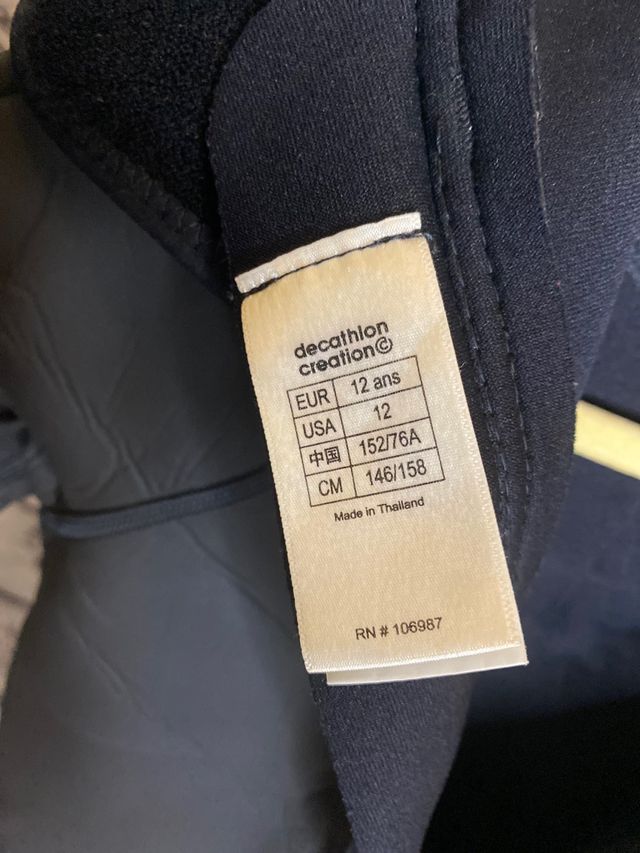 decathlon
creation©
EUR 12 ans
USA 12
中国 152/76A
CM 146/158
Made in Thailand
RN # 106987